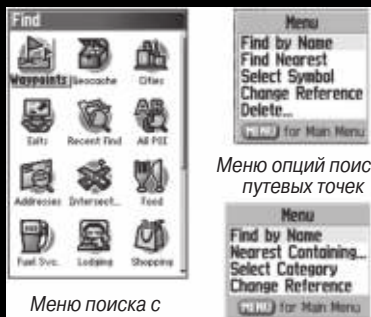 Find
Waypoints Geocache Cities
Exits Recent Find All POI
Addresses Intersect... Food
Fuel Svc. Lodging Shopping
Меню поиска с
Menu
Find by Name
Find Nearest
Select Symbol
Change Reference
Delete...
MENU for Main Menu
Меню опций поис
путевых точек
Menu
Find by Name
Nearest Containing...
Select Category
Change Reference
MENU for Main Menu